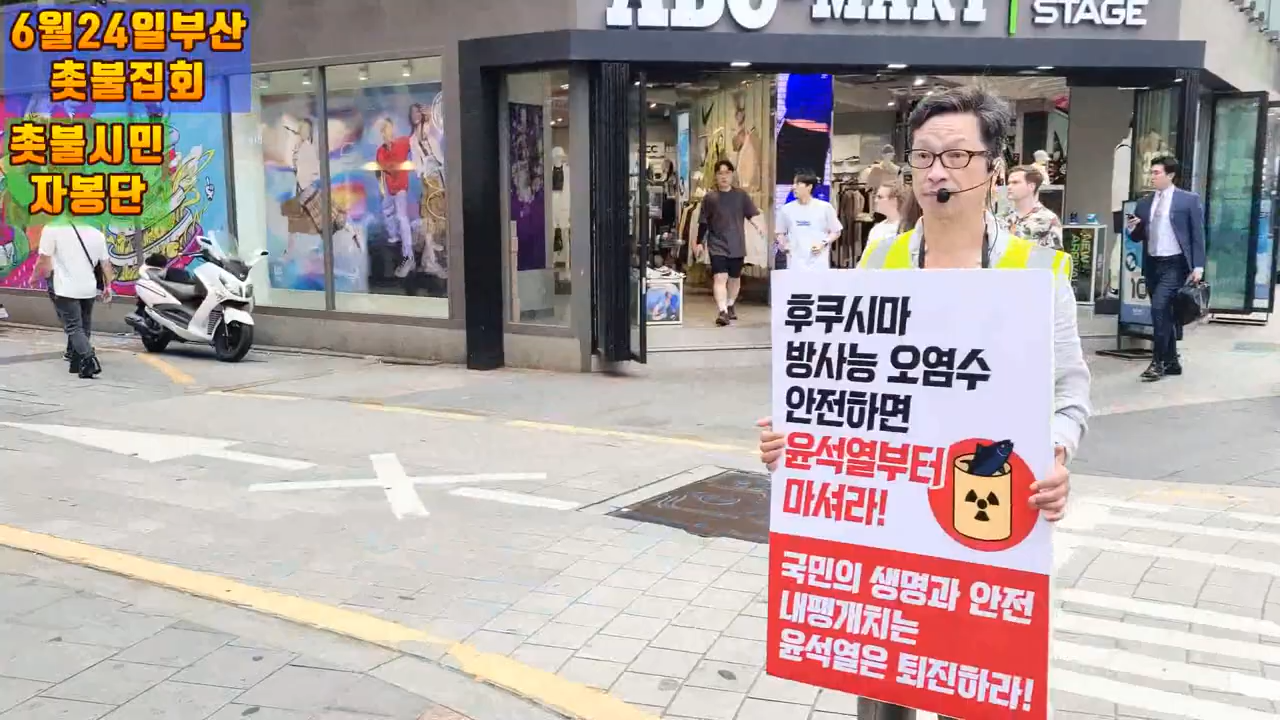 6월24일부산
촛불집회
촛불시민
자봉단
ABC-MART
STAGE
후쿠시마
방사능 오염수
안전하면
윤석열부터
마셔라!
국민의 생명과 안전
내팽개치는
윤석열은 퇴진하라!